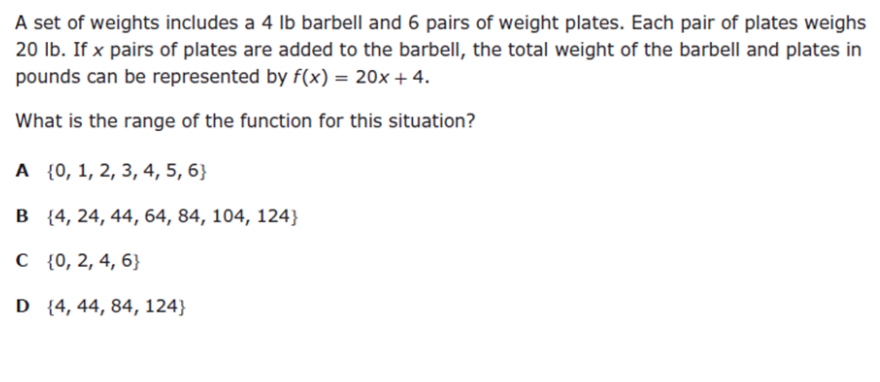 A set of weights includes a 4 lb barbell and 6 pairs of weight plates. Each pair of plates weighs
20 lb. If x pairs of plates are added to the barbell, the total weight of the barbell and plates in
pounds can be represented by f(x) = 20x + 4.
What is the range of the function for this situation?
A {0, 1, 2, 3, 4, 5, 6}
B {4, 24, 44, 64, 84, 104, 124}
C {0, 2, 4, 6}
D {4, 44, 84, 124}